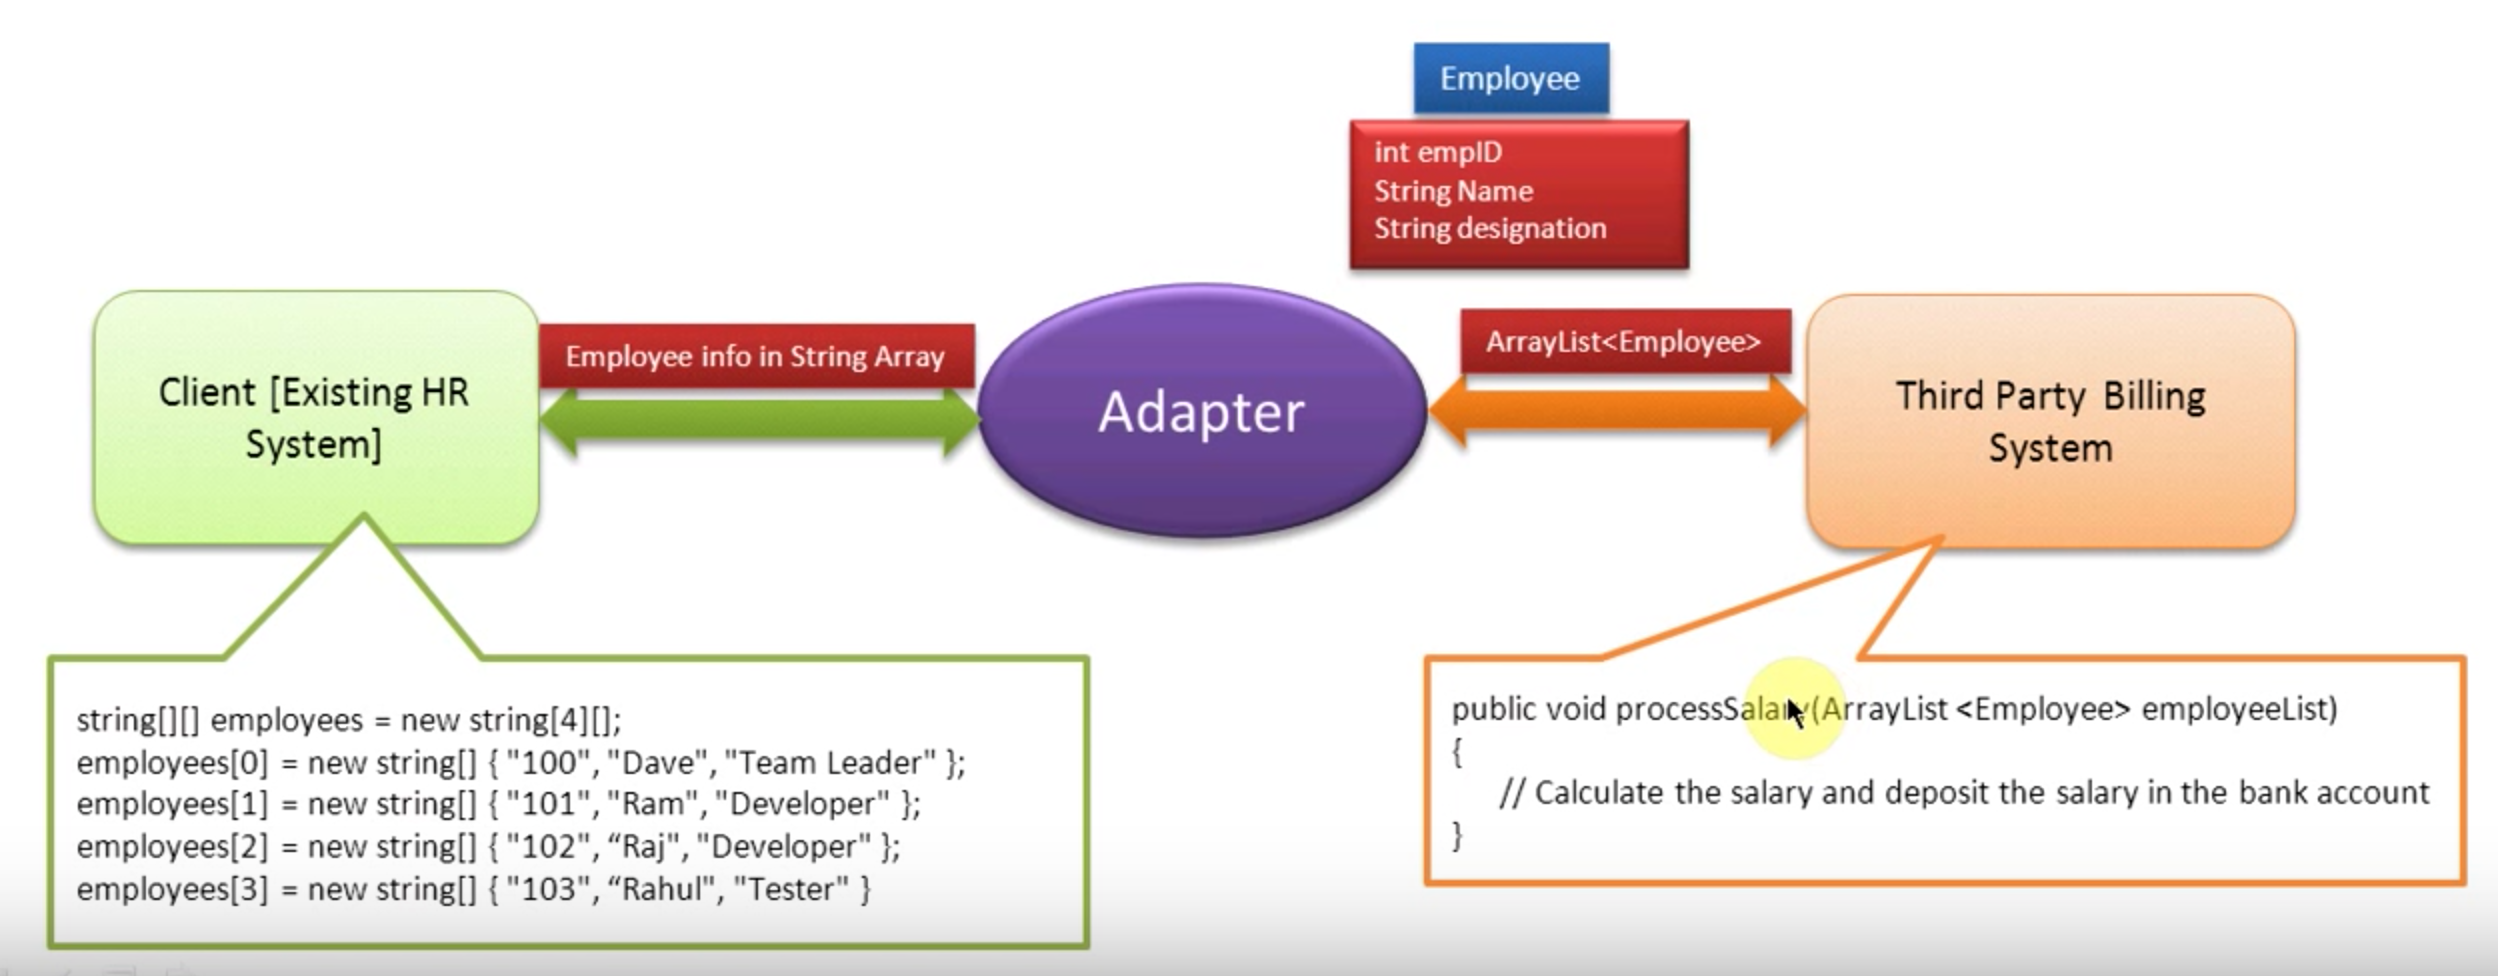 Employee
int empID
String Name
String designation
Client [Existing HR
System]
Employee info in String Array
Adapter
ArrayList<Employee>
Third Party Billing
System
string[][] employees = new string[4][];
employees[0] = new string[] { "100", "Dave", "Team Leader" };
employees[1] = new string[] { "101", "Ram", "Developer" };
employees[2] = new string[] { "102", “Raj", "Developer" };
employees[3] = new string[] { "103", “Rahul", "Tester" }
public void processSalary(ArrayList <Employee> employeeList)
{
// Calculate the salary and deposit the salary in the bank account
}